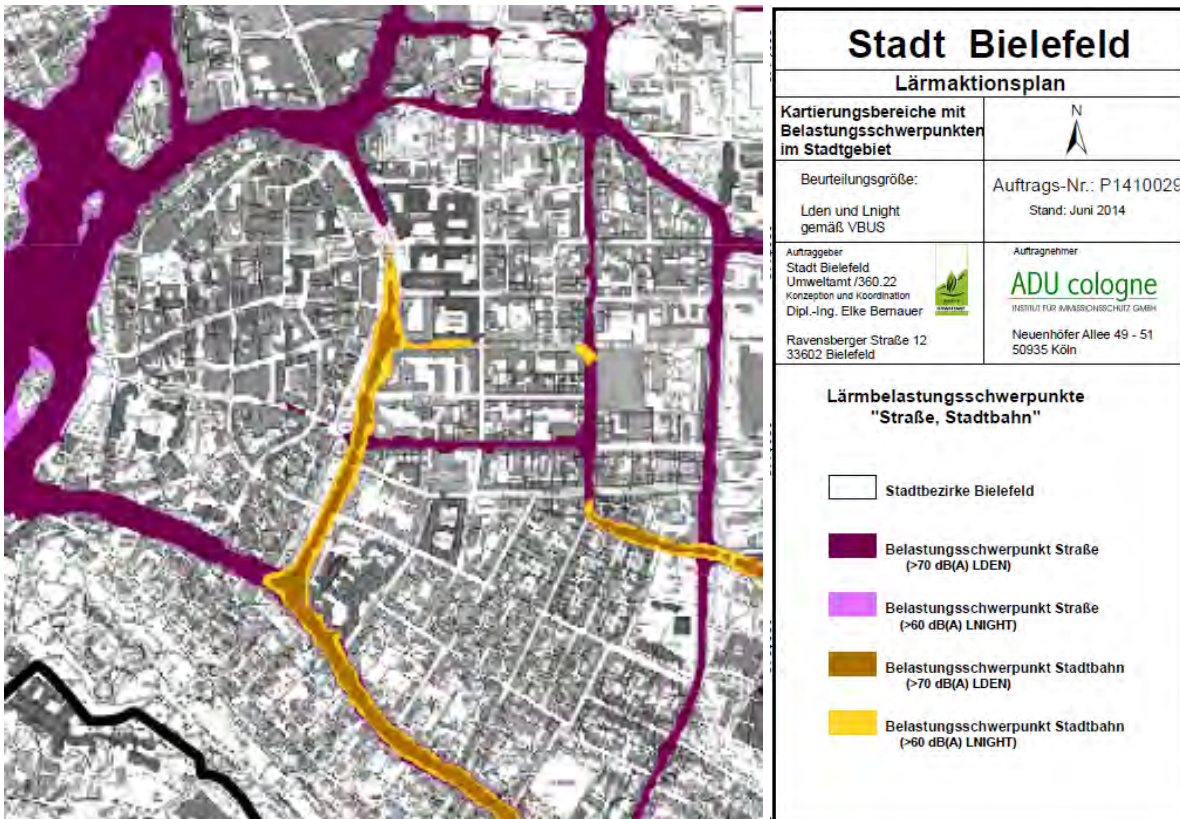 Stadt Bielefeld
Lärmaktionsplan
Kartierungsbereiche mit
Belastungsschwerpunkten
im Stadtgebiet
N
Beurteilungsgröße:
Lden und Lnight
gemäß VBUS
Auftrags-Nr.: P1410029
Stand: Juni 2014
Auftraggeber
Stadt Bielefeld
Umweltamt /360.22
Konzeption und Koordination
Dipl.-Ing. Elke Bernauer
Ravensberger Straße 12
33602 Bielefeld
Auftragnehmer
ADU cologne
INSTITUT FÜR IMMISSIONSSCHUTZ GMBH
Neuenhöfer Allee 49 - 51
50935 Köln
Lärmbelastungsschwerpunkte
"Straße, Stadtbahn"
Stadtbezirke Bielefeld
Belastungsschwerpunkt Straße
(>70 dB(A) LDEN)
Belastungsschwerpunkt Straße
(>60 dB(A) LNIGHT)
Belastungsschwerpunkt Stadtbahn
(>70 dB(A) LDEN)
Belastungsschwerpunkt Stadtbahn
(>60 dB(A) LNIGHT)